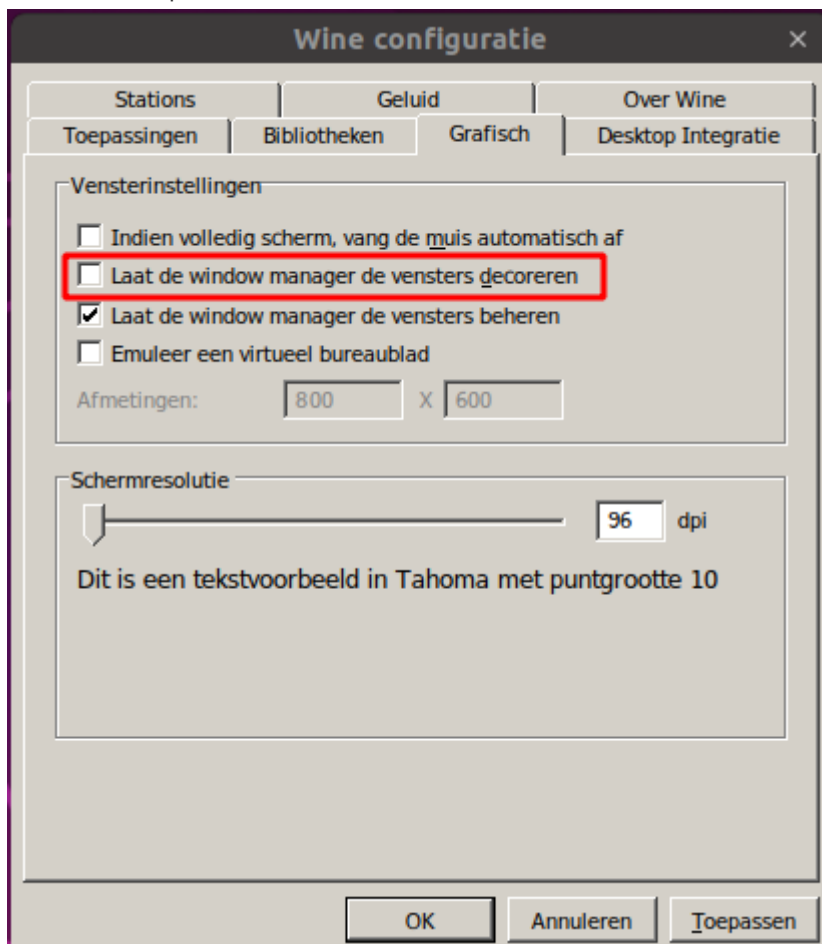 Wine configuratie ×
Stations Geluid Over Wine
Toepassingen Bibliotheken Grafisch Desktop Integratie
Vensterinstellingen
Indien volledig scherm, vang de muis automatisch af
Laat de window manager de vensters decoreren
Laat de window manager de vensters beheren
Emuleer een virtueel bureaublad
Afmetingen: 800 X 600
Schermresolutie
96 dpi
Dit is een tekstvoorbeeld in Tahoma met puntgrootte 10
OK Annuleren Toepassen